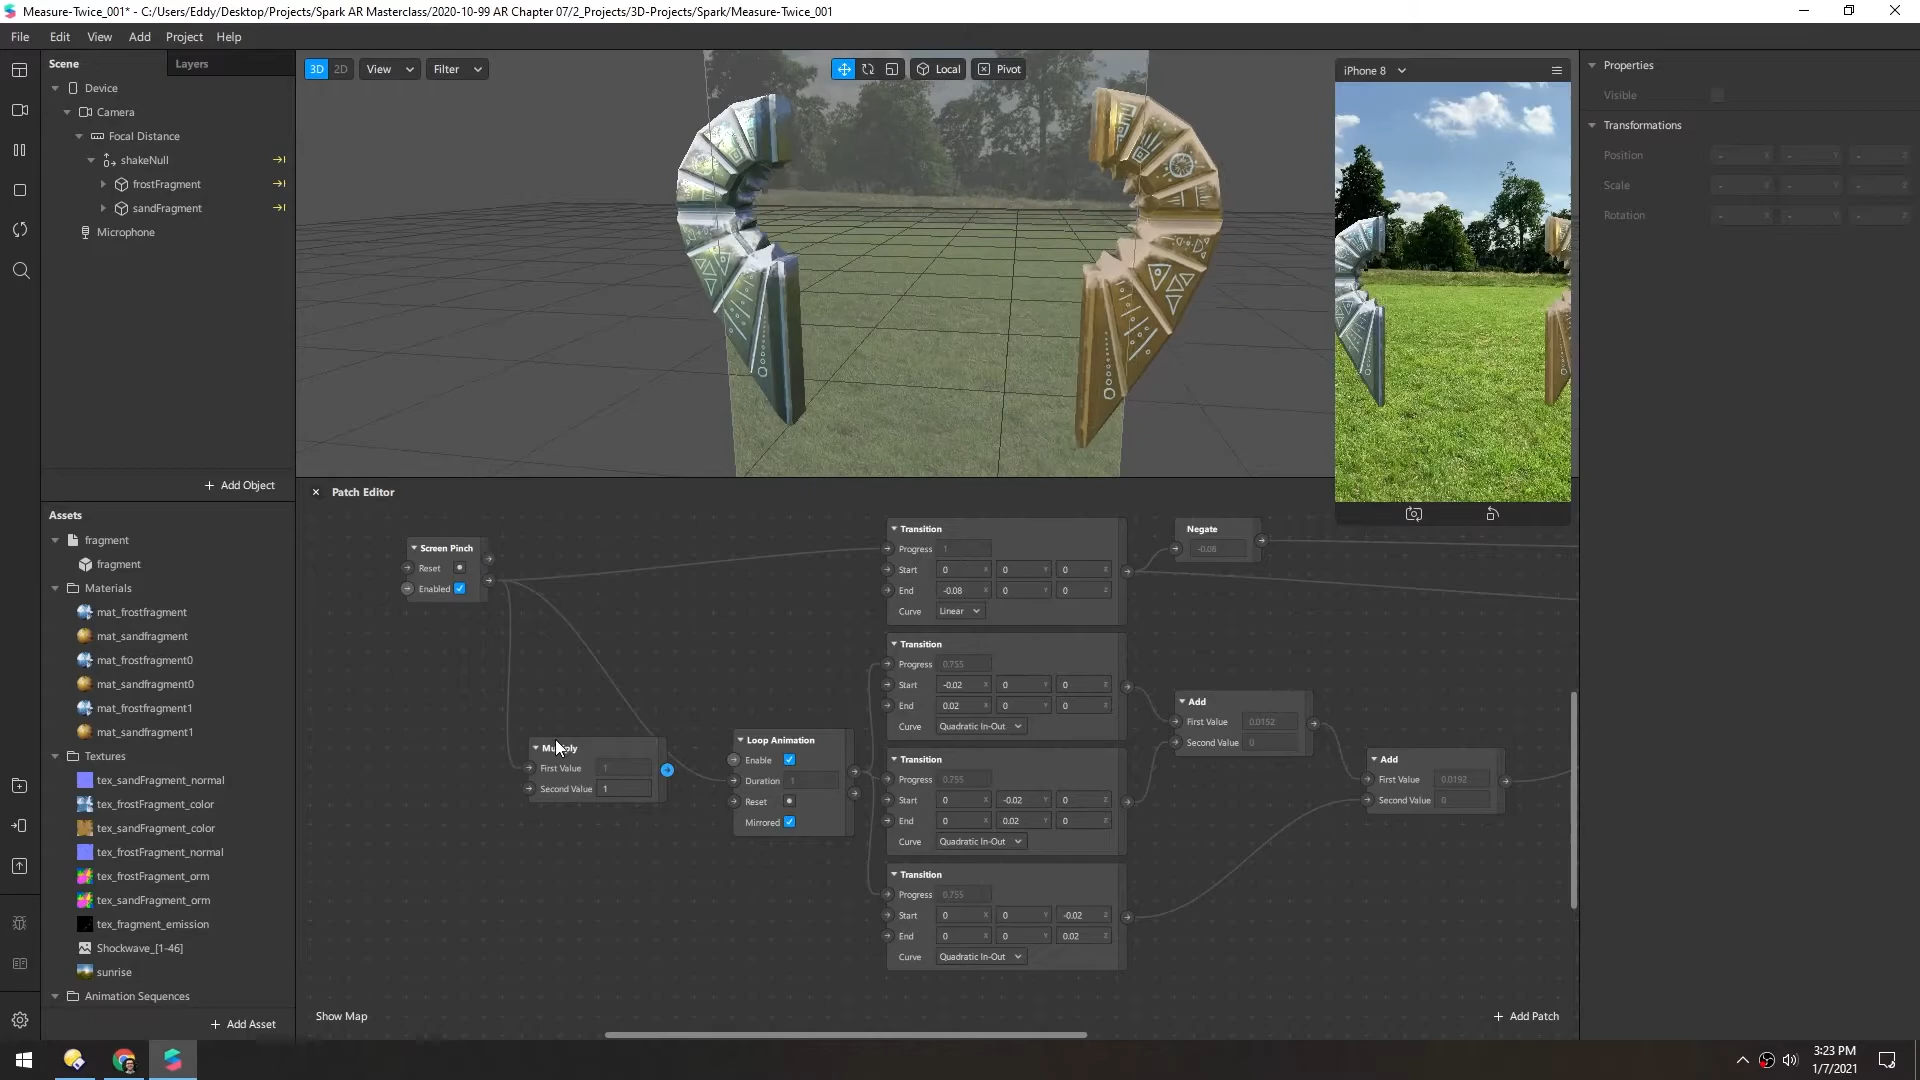 Measure-Twice_001* - C:/Users/Eddy/Desktop/Projects/Spark AR Masterclass/2020-10-99 AR Chapter 07/2_Projects/3D-Projects/Spark/Measure-Twice_001
File Edit View Add Project Help
Scene Layers
Device
Camera
Focal Distance
shakeNull
frostFragment
sandFragment
Microphone
+ Add Object
3D 2D View Filter
Local Pivot
iPhone 8
Properties
Visible
Transformations
Position - X - Y - Z
Scale - X - Y - Z
Rotation - X - Y - Z
Assets
fragment
fragment
Materials
mat_frostfragment
mat_sandfragment
mat_frostfragment0
mat_sandfragment0
mat_frostfragment1
mat_sandfragment1
Textures
tex_sandFragment_normal
tex_frostFragment_color
tex_sandFragment_color
tex_frostFragment_normal
tex_frostFragment_orm
tex_sandFragment_orm
tex_fragment_emission
Shockwave_[1-46]
sunrise
Animation Sequences
+ Add Asset
Patch Editor
Screen Pinch
Reset
Enabled
Multiply
First Value 1
Second Value 1
Loop Animation
Enable
Duration 1
Reset
Mirrored
Transition
Progress 1
Start 0 X 0 Y 0 Z
End -0.08 X 0 Y 0 Z
Curve Linear
Transition
Progress 0.755
Start -0.02 X 0 Y 0 Z
End 0.02 X 0 Y 0 Z
Curve Quadratic In-Out
Transition
Progress 0.755
Start 0 X -0.02 Y 0 Z
End 0 X 0.02 Y 0 Z
Curve Quadratic In-Out
Transition
Progress 0.755
Start 0 X 0 Y -0.02 Z
End 0 X 0 Y 0.02 Z
Curve Quadratic In-Out
Negate
-0.08
Add
First Value 0.0152
Second Value 0
Add
First Value 0.0192
Second Value 0
Show Map
+ Add Patch
3:23 PM
1/7/2021